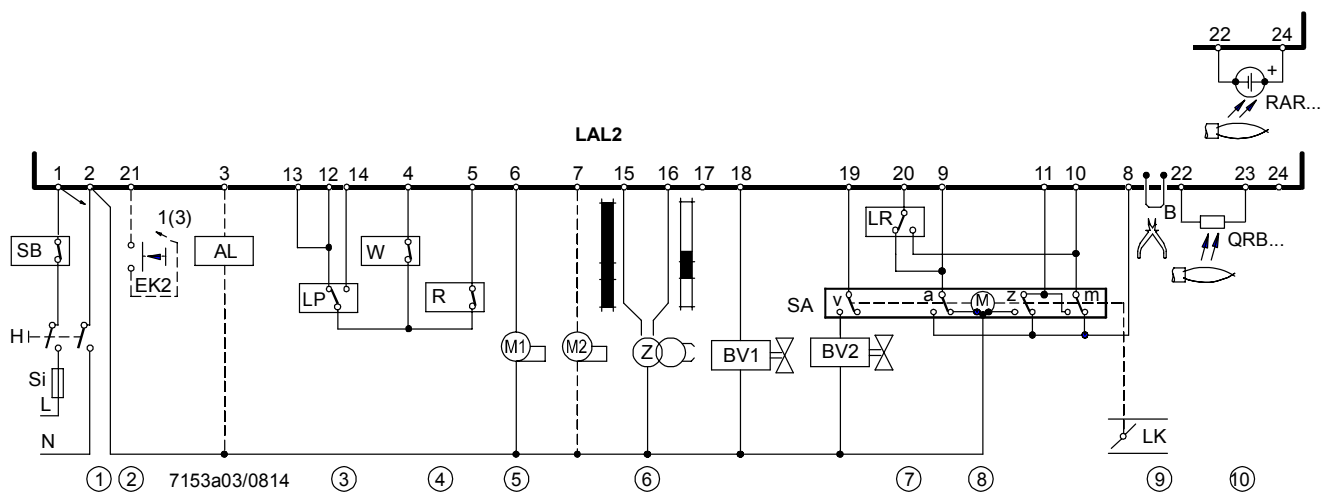 22 24
+
RAR...
LAL2
1 2 21 3 13 12 14 4 5 6 7 15 16 17 18 19 20 9 11 10 8 22 23 24
1(3)
B
SB AL W LR QRB...
EK2
LP R SA v a M z m
H
M1 M2 Z BV1 BV2
Si
L
N LK
1 2 7153a03/0814 3 4 5 6 7 8 9 10